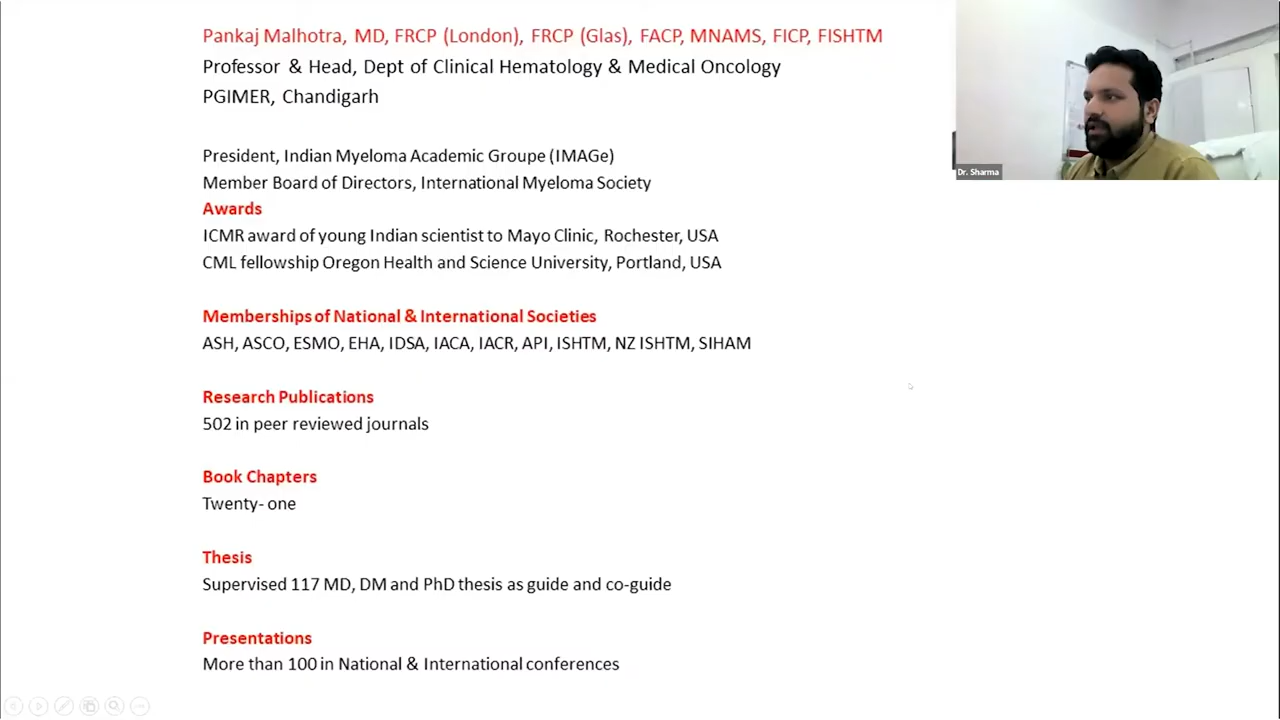 Pankaj Malhotra, MD, FRCP (London), FRCP (Glas), FACP, MNAMS, FICP, FISHTM
Professor & Head, Dept of Clinical Hematology & Medical Oncology
PGIMER, Chandigarh
President, Indian Myeloma Academic Groupe (IMAGe)
Member Board of Directors, International Myeloma Society
Awards
ICMR award of young Indian scientist to Mayo Clinic, Rochester, USA
CML fellowship Oregon Health and Science University, Portland, USA
Memberships of National & International Societies
ASH, ASCO, ESMO, EHA, IDSA, IACA, IACR, API, ISHTM, NZ ISHTM, SIHAM
Research Publications
502 in peer reviewed journals
Book Chapters
Twenty- one
Thesis
Supervised 117 MD, DM and PhD thesis as guide and co-guide
Presentations
More than 100 in National & International conferences
Dr. Sharma